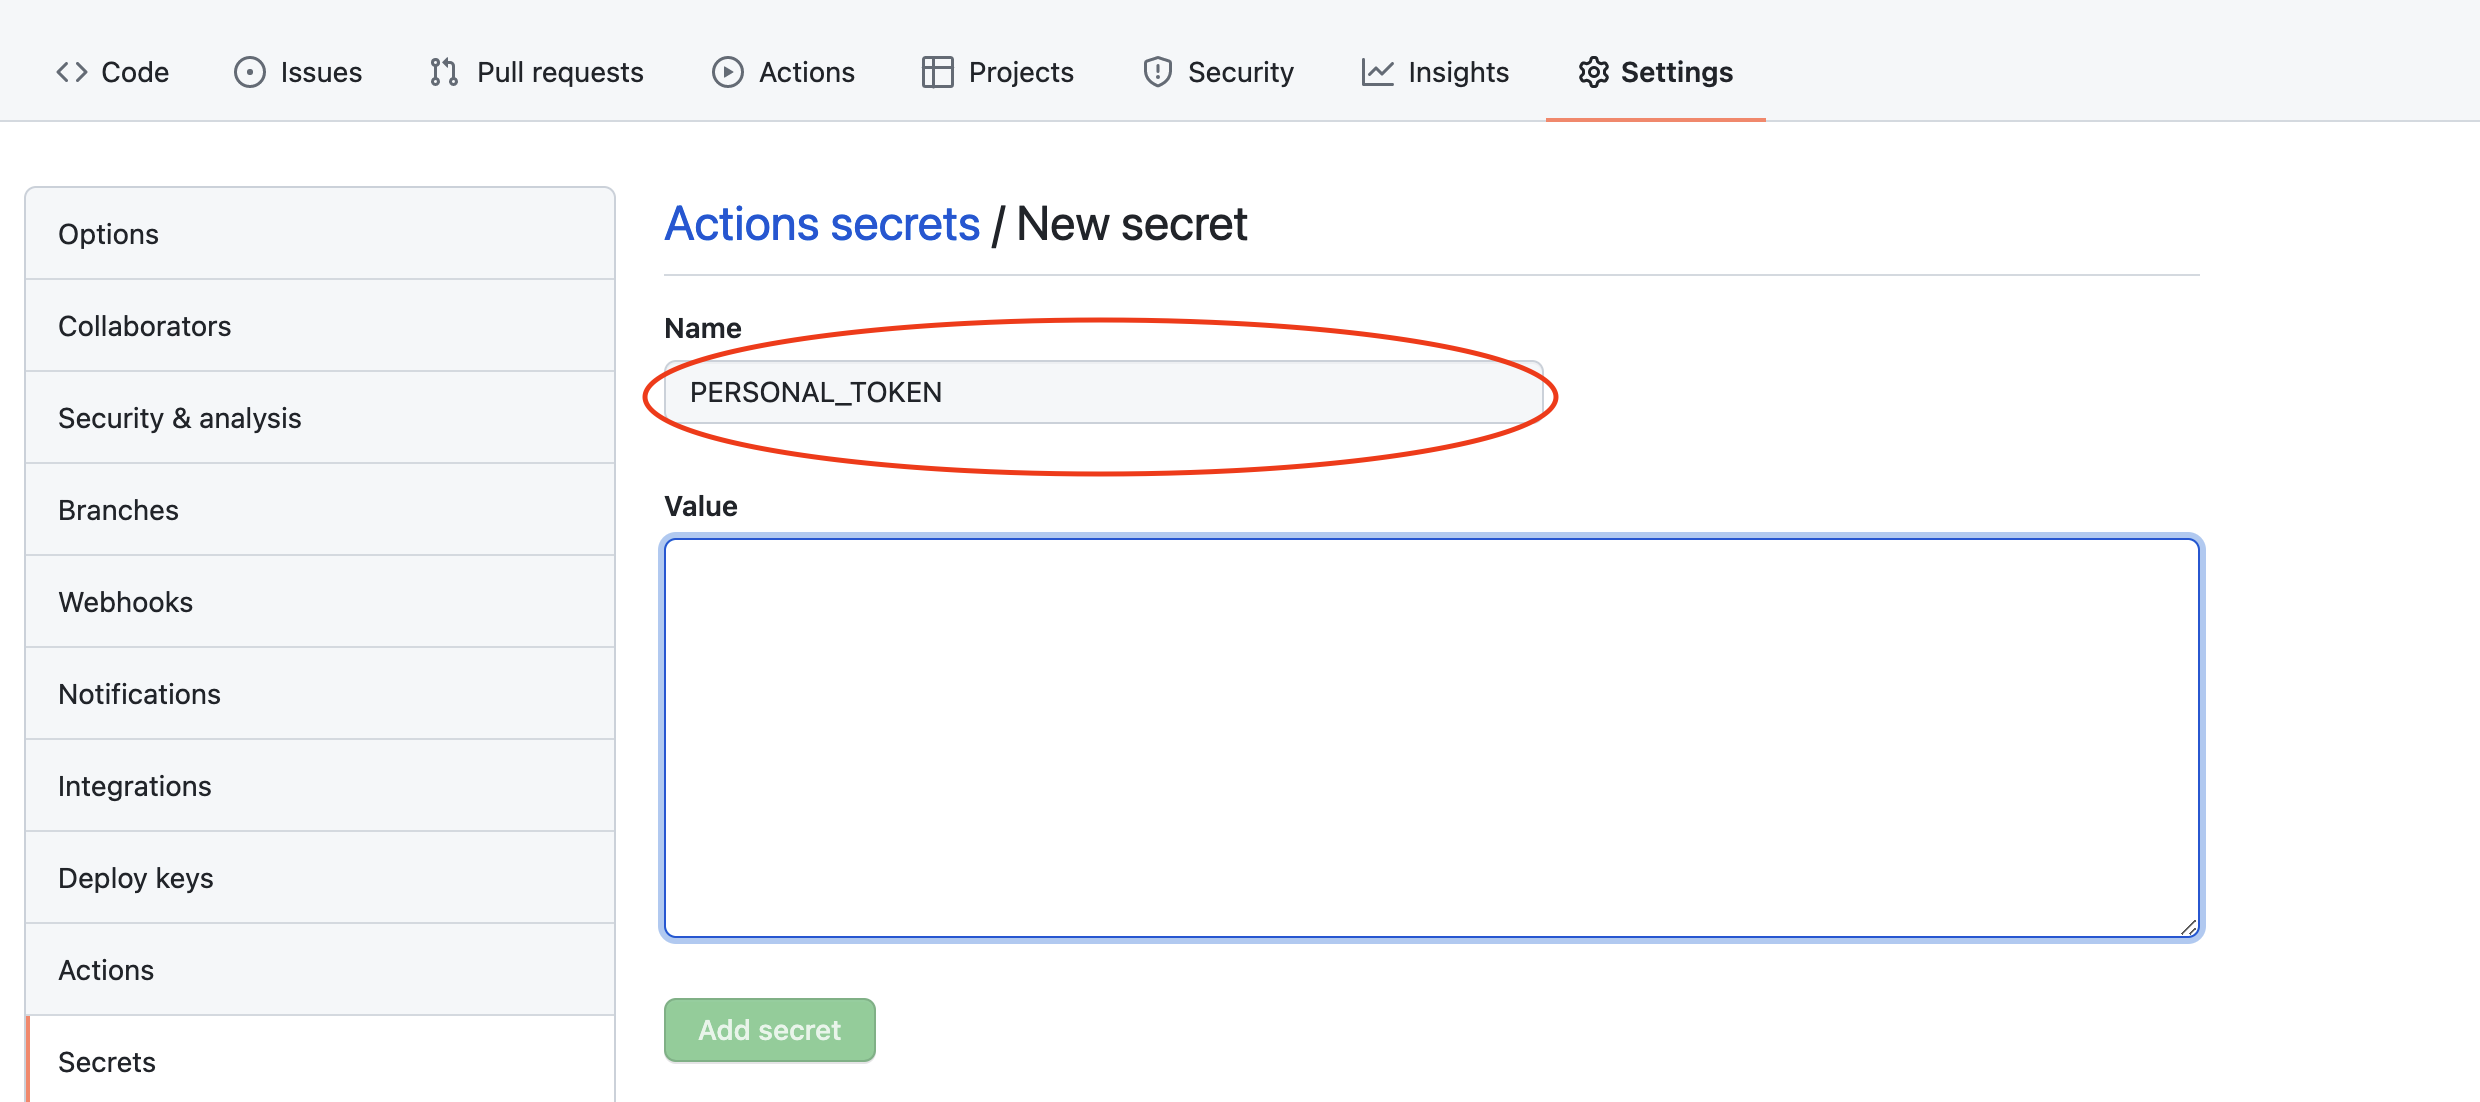 Code Issues Pull requests Actions Projects Security Insights Settings
Options
Collaborators
Security & analysis
Branches
Webhooks
Notifications
Integrations
Deploy keys
Actions
Secrets
Actions secrets / New secret
Name
PERSONAL_TOKEN
Value
Add secret